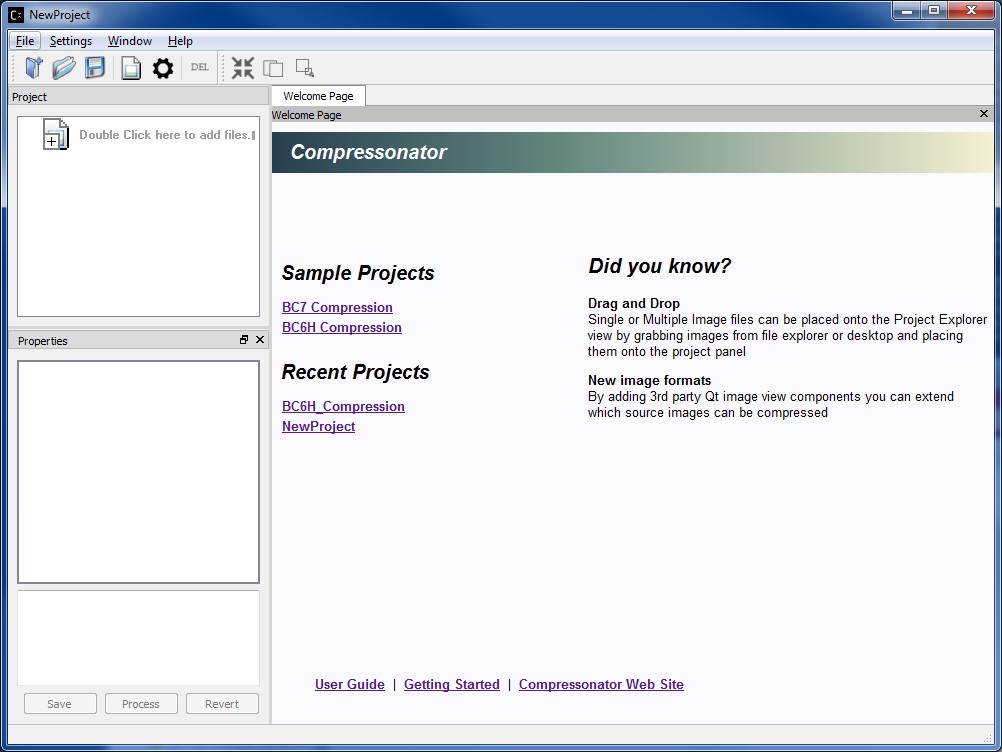 NewProject
File Settings Window Help
DEL
Project
Double Click here to add files.
Properties
Save Process Revert
Welcome Page
Welcome Page
Compressonator
Sample Projects
BC7 Compression
BC6H Compression
Recent Projects
BC6H_Compression
NewProject
Did you know?
Drag and Drop
Single or Multiple Image files can be placed onto the Project Explorer
view by grabbing images from file explorer or desktop and placing
them onto the project panel
New image formats
By adding 3rd party Qt image view components you can extend
which source images can be compressed
User Guide | Getting Started | Compressonator Web Site